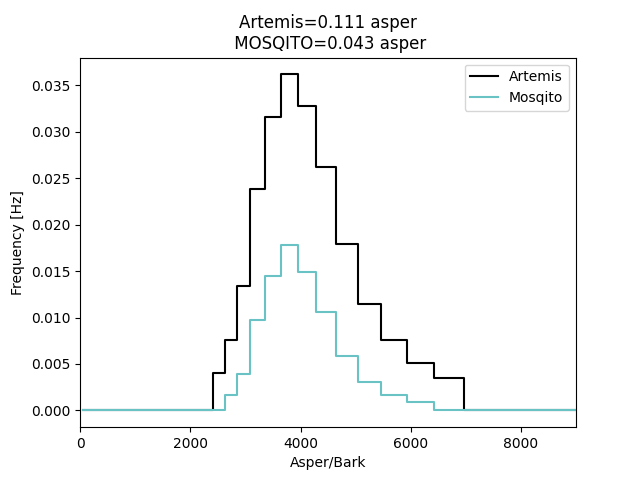 Artemis=0.111 asper
MOSQITO=0.043 asper
Artemis
Mosqito
Frequency [Hz]
0.035
0.030
0.025
0.020
0.015
0.010
0.005
0.000
0 2000 4000 6000 8000
Asper/Bark